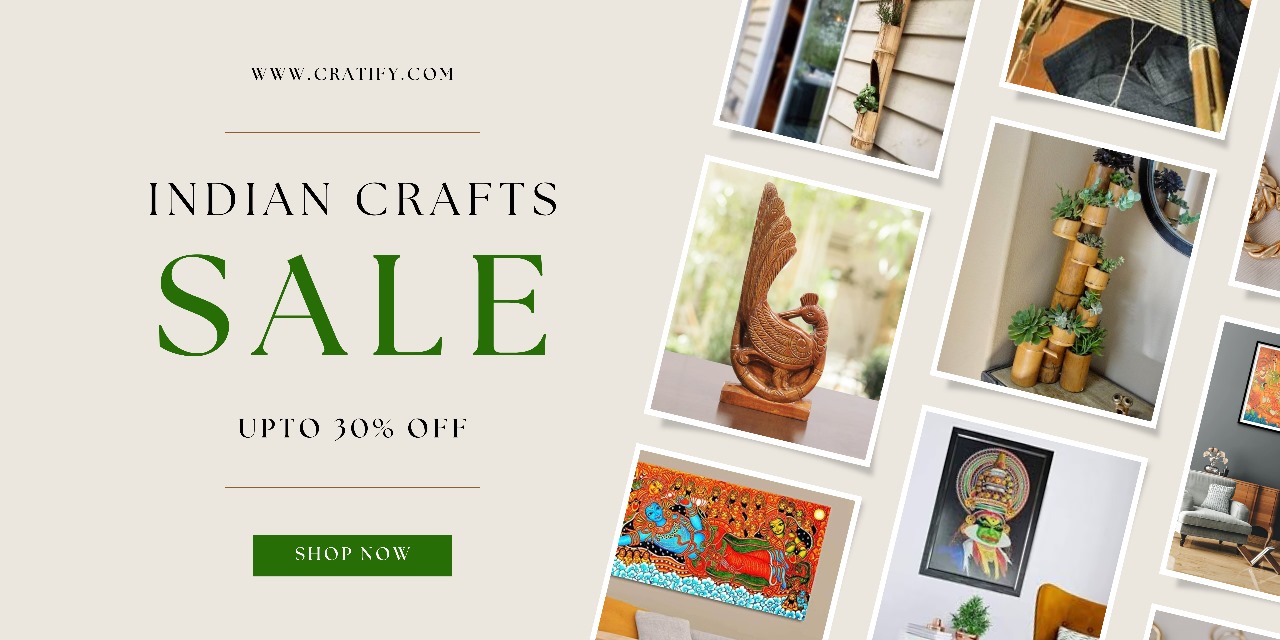 WWW.CRATIFY.COM
INDIAN CRAFTS
SALE
UPTO 30% OFF
SHOP NOW